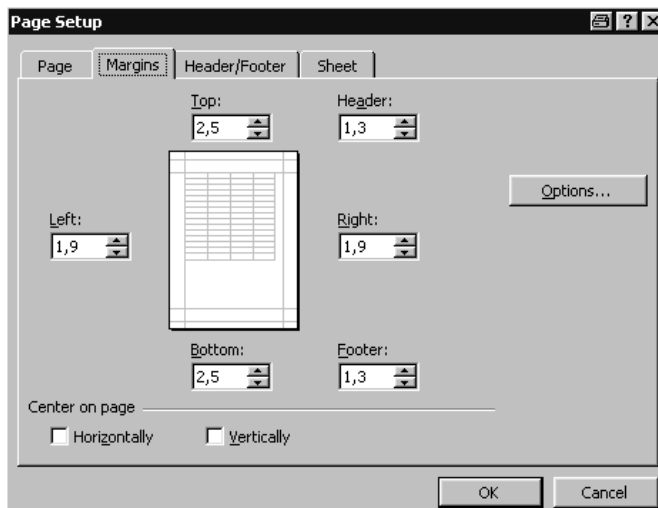 Page Setup
Page Margins Header/Footer Sheet
Top: Header:
2,5 1,3
Options...
Left: Right:
1,9 1,9
Bottom: Footer:
2,5 1,3
Center on page
Horizontally Vertically
OK Cancel